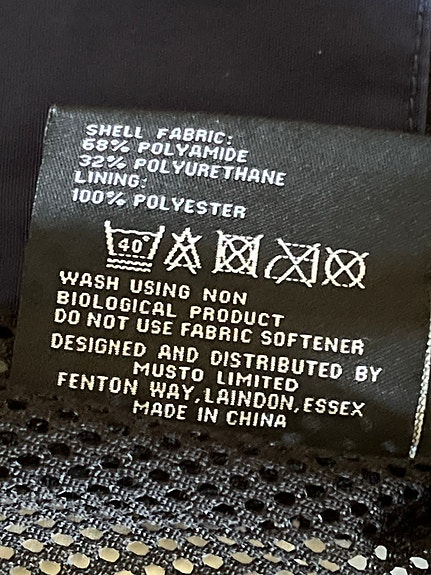 SHELL FABRIC:
68% POLYAMIDE
32% POLYURETHANE
LINING:
100% POLYESTER
40°
WASH USING NON
BIOLOGICAL PRODUCT
DO NOT USE FABRIC SOFTENER
DESIGNED AND DISTRIBUTED BY
MUSTO LIMITED
FENTON WAY, LAINDON, ESSEX
MADE IN CHINA